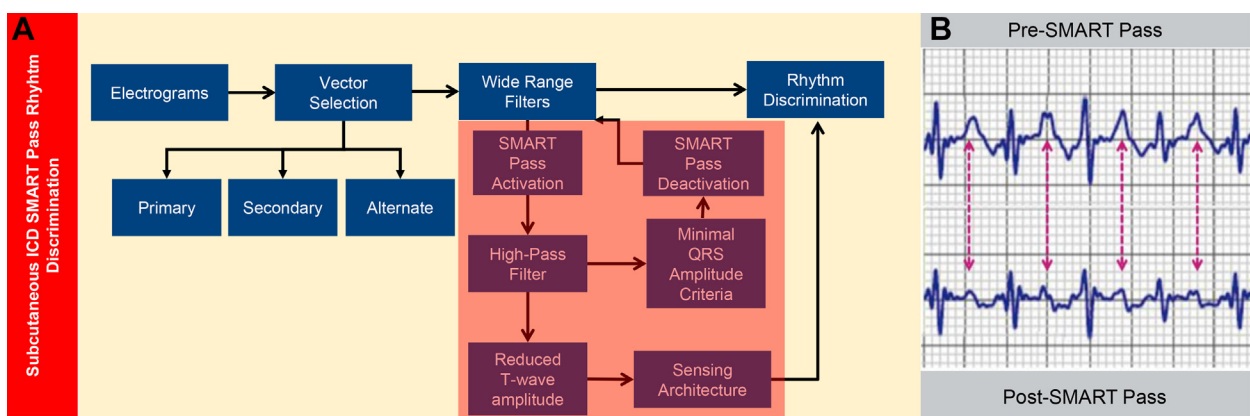 A
Subcutaneous ICD SMART Pass Rhyhtm
Discrimination
Electrograms
Vector
Selection
Wide Range
Filters
Rhythm
Discrimination
Primary
Secondary
Alternate
SMART
Pass
Activation
SMART
Pass
Deactivation
High-Pass
Filter
Minimal
QRS
Amplitude
Criteria
Reduced
T-wave
amplitude
Sensing
Architecture
B
Pre-SMART Pass
Post-SMART Pass